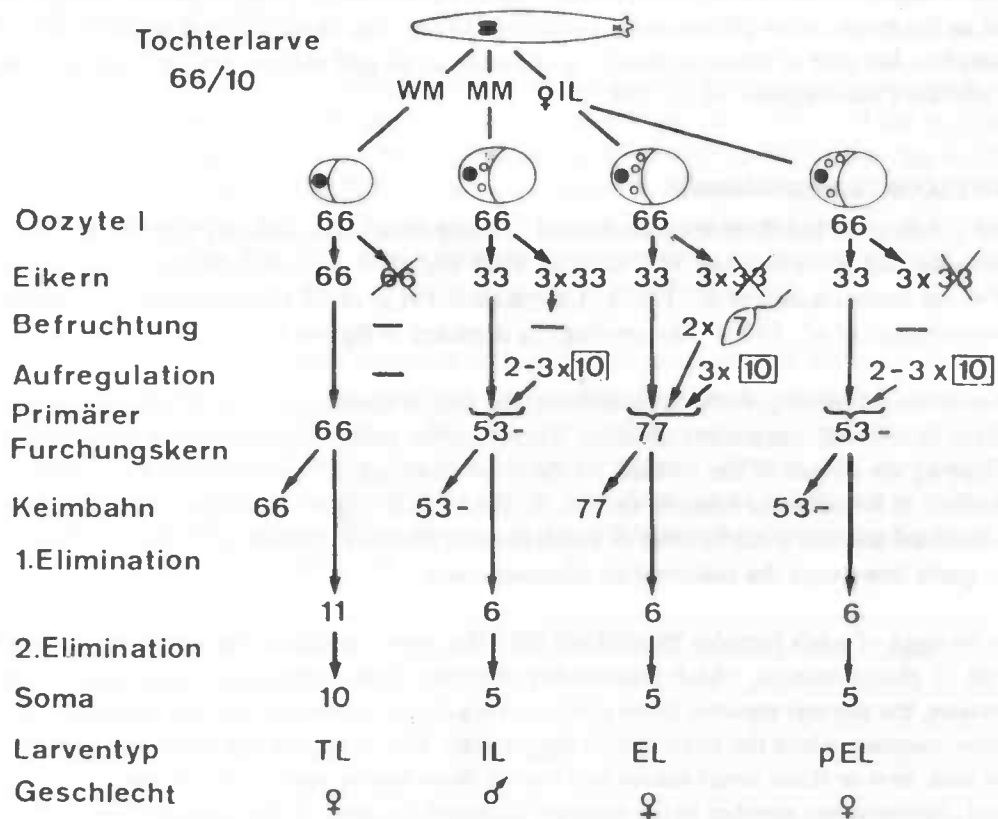 Tochterlarve
66/10
WM MM ♀IL
Oozyte I 66 66 66 66
Eikern 66 66 33 3x33 33 3x33 33 3x33
Befruchtung — — 2x 7 —
Aufregulation — 2-3x 10 3x 10 2-3 x 10
Primärer
Furchungskern 66 53- 77 53-
Keimbahn 66 53- 77 53-
1.Elimination
11 6 6 6
2.Elimination
Soma 10 5 5 5
Larventyp TL IL EL pEL
Geschlecht ♀ ♂ ♀ ♀